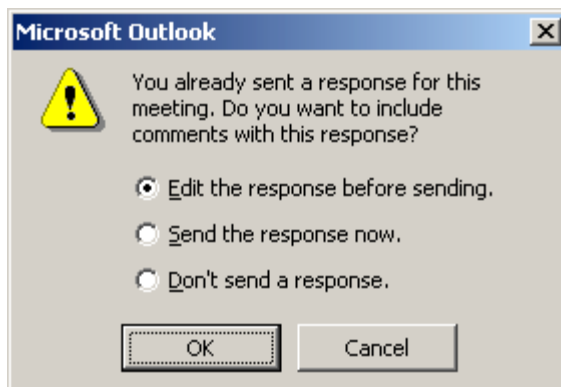 Microsoft Outlook
You already sent a response for this
meeting. Do you want to include
comments with this response?
Edit the response before sending.
Send the response now.
Don't send a response.
OK
Cancel